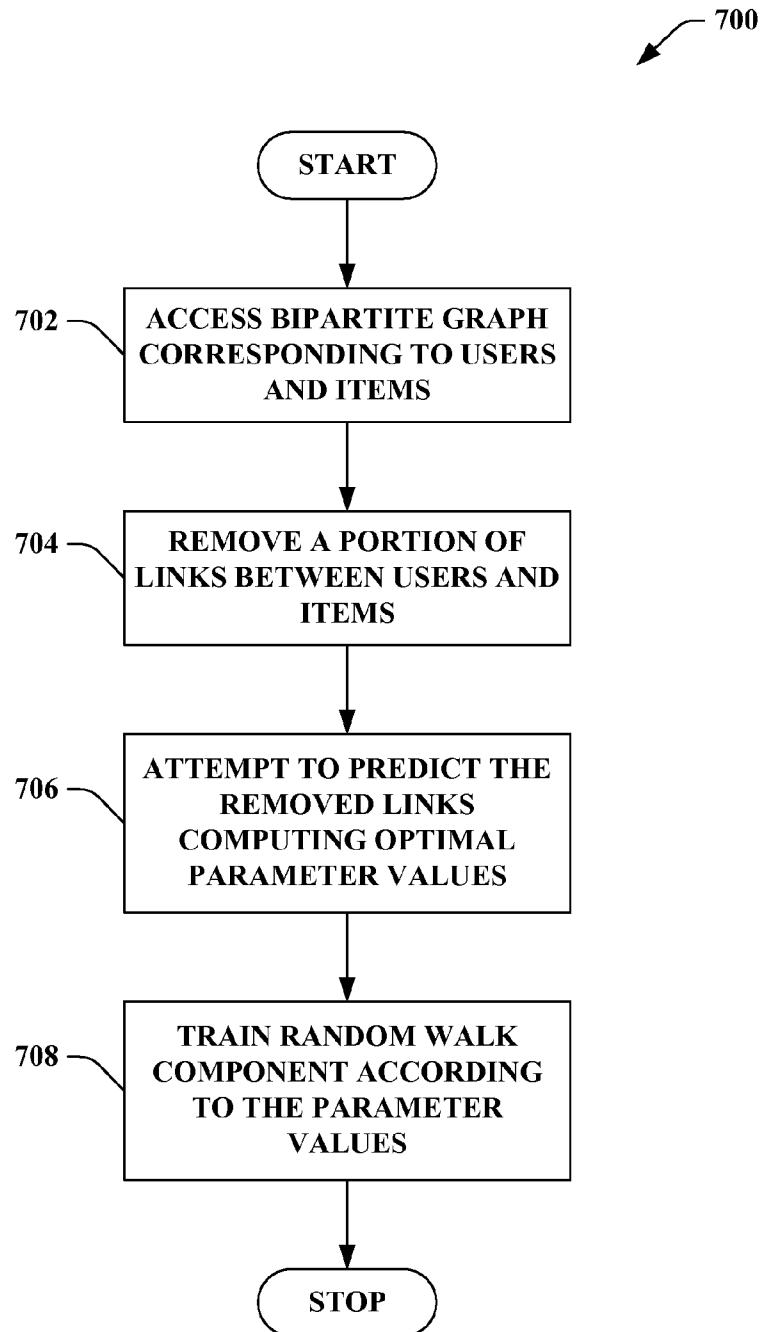 700
START
702
ACCESS BIPARTITE GRAPH
CORRESPONDING TO USERS
AND ITEMS
704
REMOVE A PORTION OF
LINKS BETWEEN USERS AND
ITEMS
706
ATTEMPT TO PREDICT THE
REMOVED LINKS
COMPUTING OPTIMAL
PARAMETER VALUES
708
TRAIN RANDOM WALK
COMPONENT ACCORDING
TO THE PARAMETER
VALUES
STOP